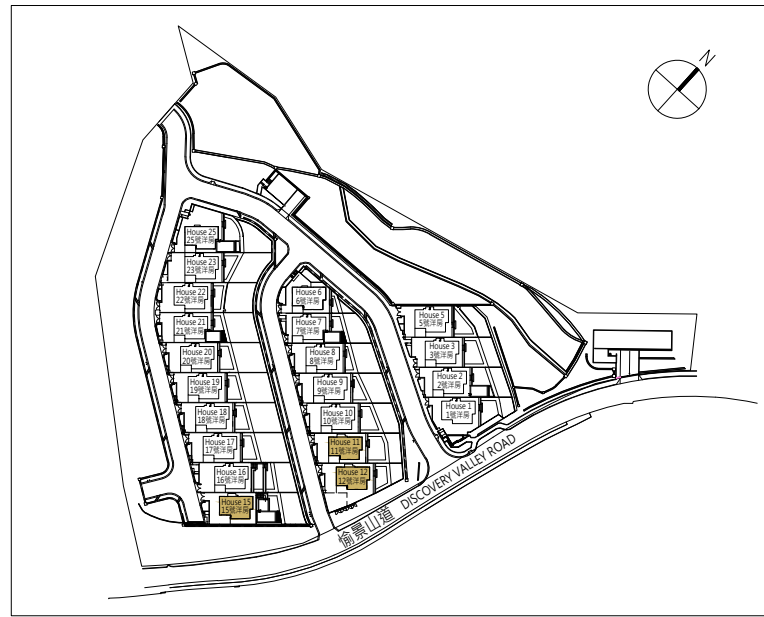 N
House 25
25號洋房
House 23
23號洋房
House 22
22號洋房
House 21
21號洋房
House 20
20號洋房
House 19
19號洋房
House 18
18號洋房
House 17
17號洋房
House 16
16號洋房
House 15
15號洋房
House 6
6號洋房
House 7
7號洋房
House 8
8號洋房
House 9
9號洋房
House 10
10號洋房
House 11
11號洋房
House 12
12號洋房
House 5
5號洋房
House 3
3號洋房
House 2
2號洋房
House 1
1號洋房
愉景山道 DISCOVERY VALLEY ROAD